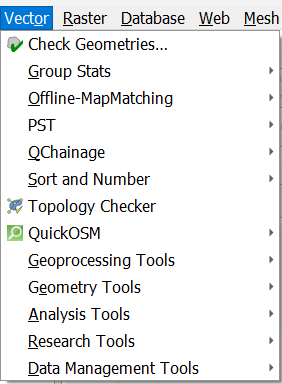 Vector Raster Database Web Mesh
Check Geometries...
Group Stats
Offline-MapMatching
PST
QChainage
Sort and Number
Topology Checker
QuickOSM
Geoprocessing Tools
Geometry Tools
Analysis Tools
Research Tools
Data Management Tools